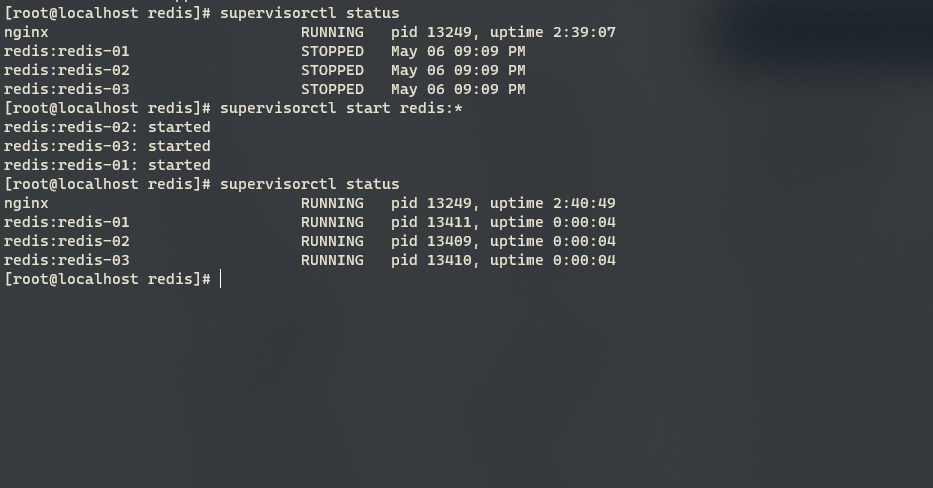 [root@localhost redis]# supervisorctl status
nginx                            RUNNING   pid 13249, uptime 2:39:07
redis:redis-01                   STOPPED   May 06 09:09 PM
redis:redis-02                   STOPPED   May 06 09:09 PM
redis:redis-03                   STOPPED   May 06 09:09 PM
[root@localhost redis]# supervisorctl start redis:*
redis:redis-02: started
redis:redis-03: started
redis:redis-01: started
[root@localhost redis]# supervisorctl status
nginx                            RUNNING   pid 13249, uptime 2:40:49
redis:redis-01                   RUNNING   pid 13411, uptime 0:00:04
redis:redis-02                   RUNNING   pid 13409, uptime 0:00:04
redis:redis-03                   RUNNING   pid 13410, uptime 0:00:04
[root@localhost redis]#